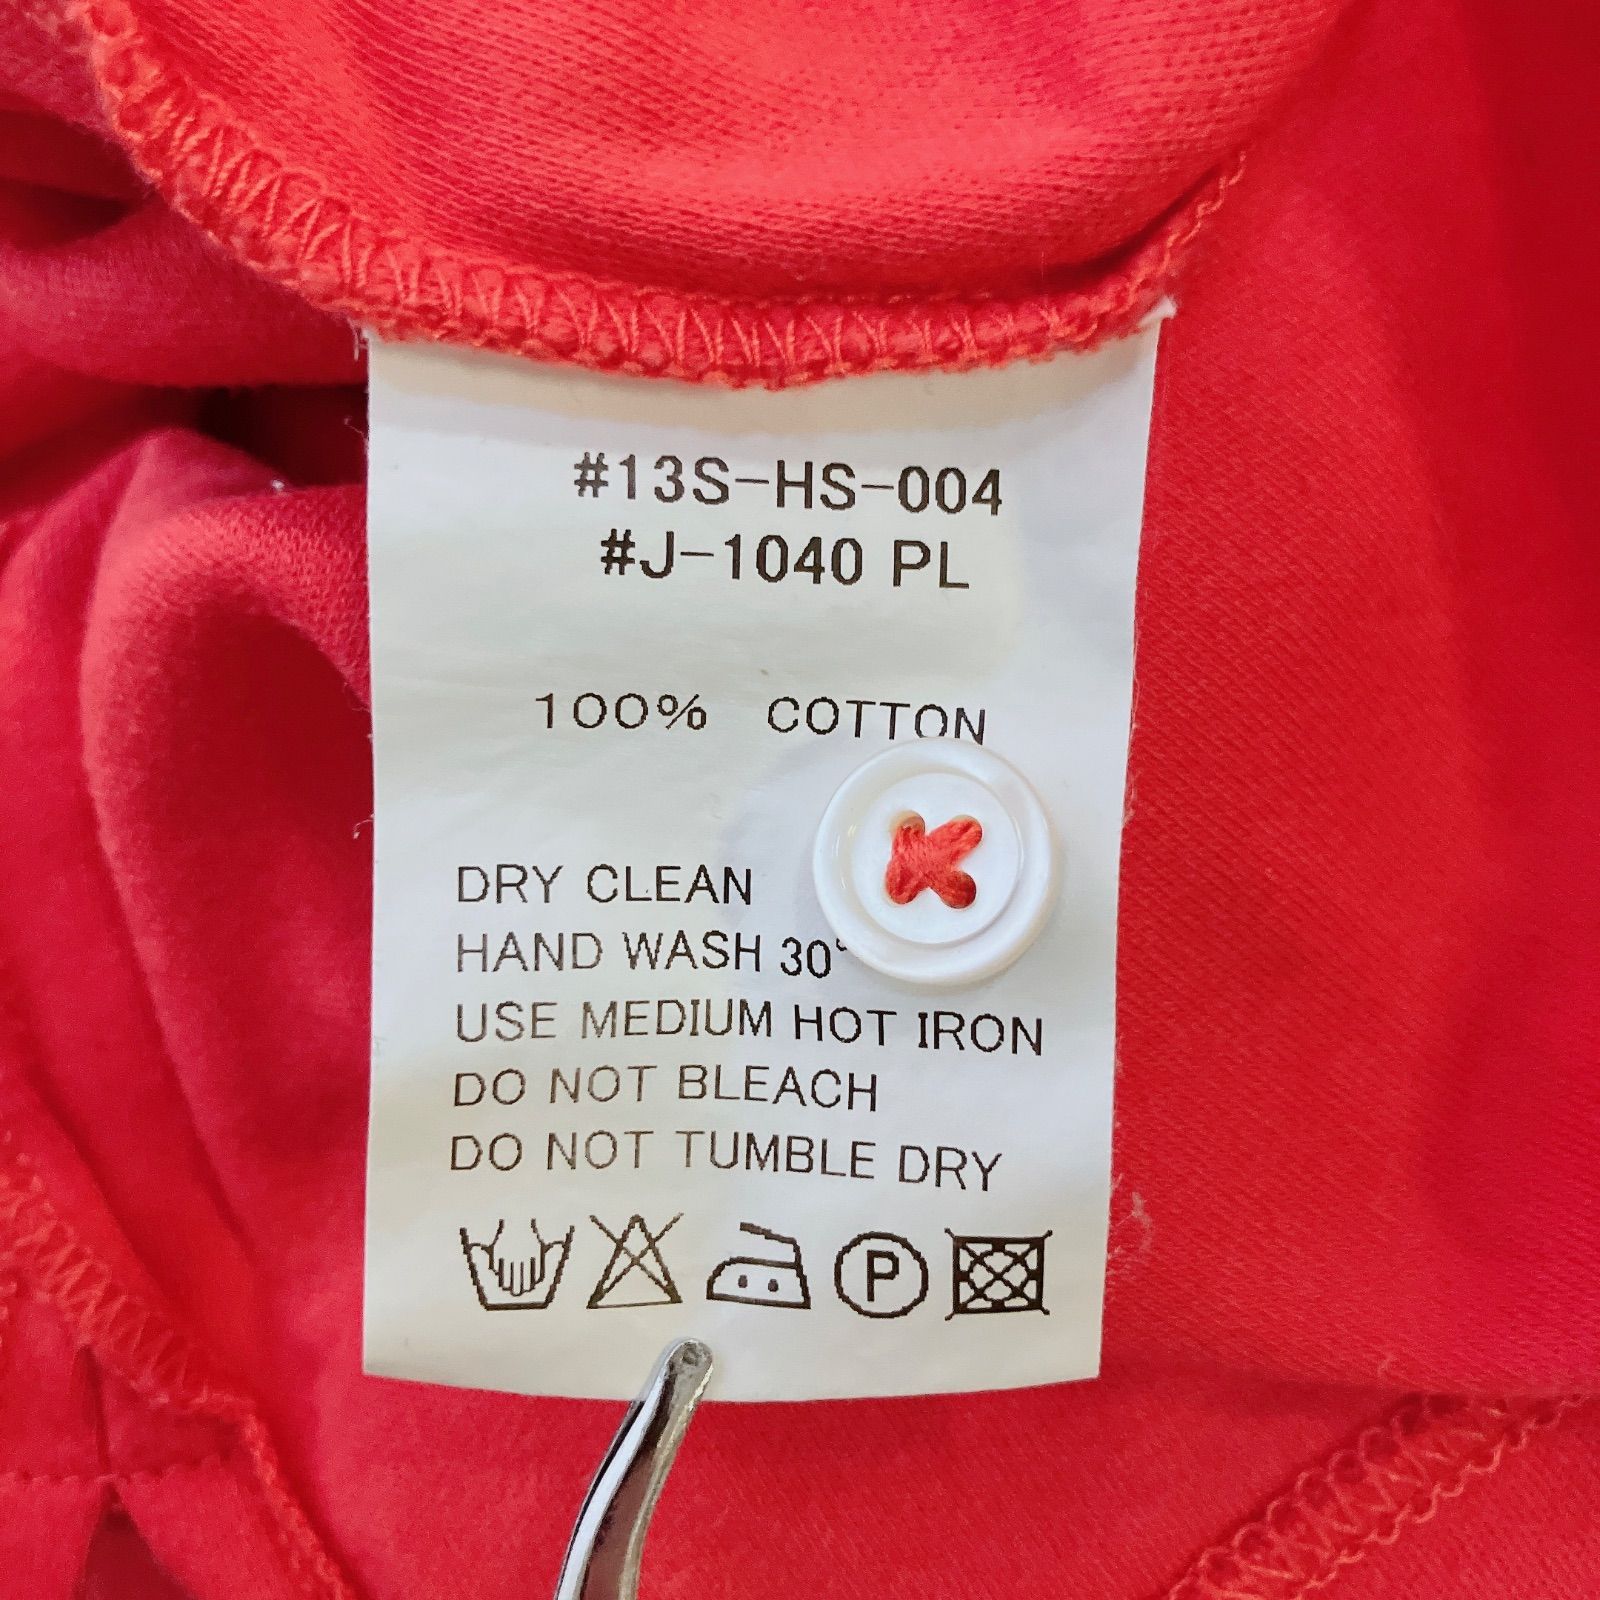 #13S-HS-004
#J-1040 PL
100% COTTON
DRY CLEAN
HAND WASH 30°
USE MEDIUM HOT IRON
DO NOT BLEACH
DO NOT TUMBLE DRY
P